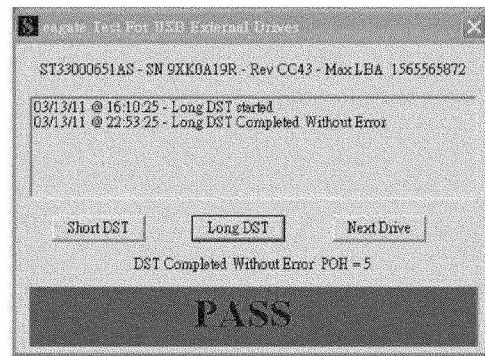 Seagate Test For USB External Drives
ST33000651AS - SN 9XK0A19R - Rev CC43 - Max LBA 1565565872
03/13/11 @ 16:10:25 - Long DST started
03/13/11 @ 22:53:25 - Long DST Completed Without Error
Short DST
Long DST
Next Drive
DST Completed Without Error POH = 5
PASS